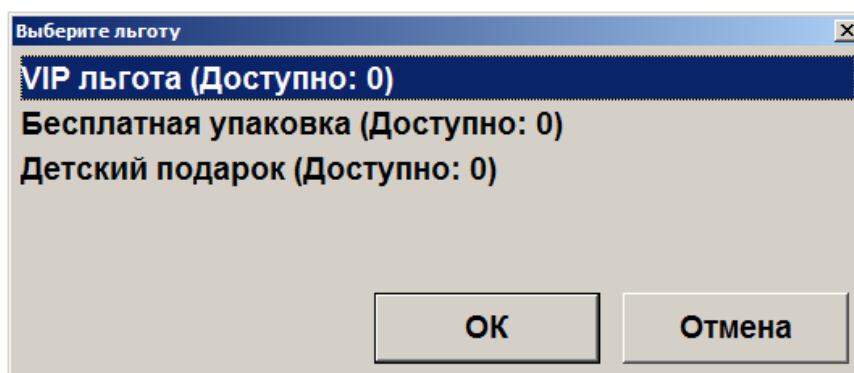 Выберите льготу
VIP льгота (Доступно: 0)
Бесплатная упаковка (Доступно: 0)
Детский подарок (Доступно: 0)
ОК
Отмена